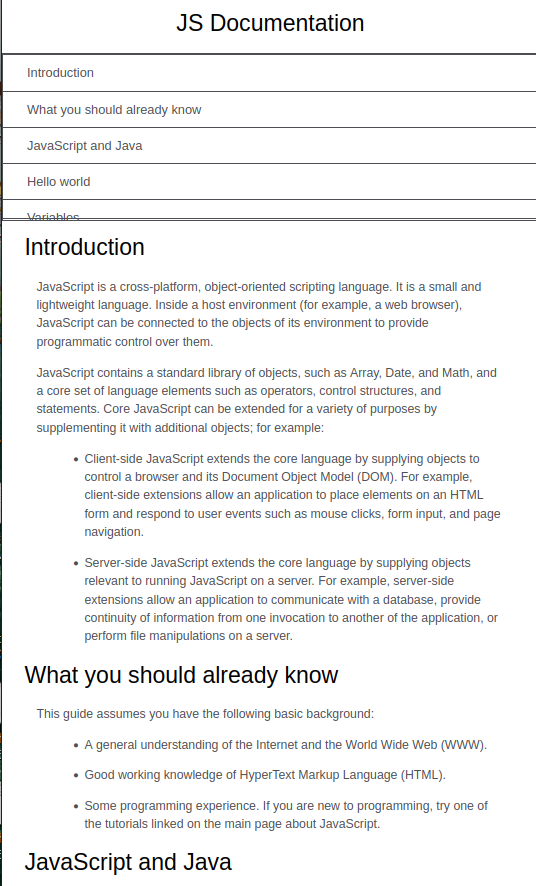 JS Documentation
Introduction
What you should already know
JavaScript and Java
Hello world
Variables
Introduction
JavaScript is a cross-platform, object-oriented scripting language. It is a small and
lightweight language. Inside a host environment (for example, a web browser),
JavaScript can be connected to the objects of its environment to provide
programmatic control over them.
JavaScript contains a standard library of objects, such as Array, Date, and Math, and
a core set of language elements such as operators, control structures, and
statements. Core JavaScript can be extended for a variety of purposes by
supplementing it with additional objects; for example:
• Client-side JavaScript extends the core language by supplying objects to
control a browser and its Document Object Model (DOM). For example,
client-side extensions allow an application to place elements on an HTML
form and respond to user events such as mouse clicks, form input, and page
navigation.
• Server-side JavaScript extends the core language by supplying objects
relevant to running JavaScript on a server. For example, server-side
extensions allow an application to communicate with a database, provide
continuity of information from one invocation to another of the application, or
perform file manipulations on a server.
What you should already know
This guide assumes you have the following basic background:
• A general understanding of the Internet and the World Wide Web (WWW).
• Good working knowledge of HyperText Markup Language (HTML).
• Some programming experience. If you are new to programming, try one of
the tutorials linked on the main page about JavaScript.
JavaScript and Java